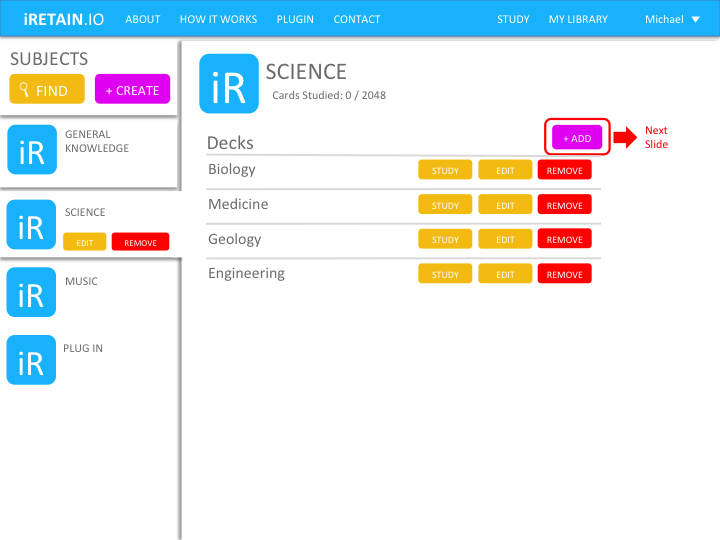 iRETAIN.IO ABOUT HOW IT WORKS PLUGIN CONTACT STUDY MY LIBRARY Michael
SUBJECTS
FIND + CREATE
iR
GENERAL
KNOWLEDGE
iR
SCIENCE
EDIT REMOVE
iR
MUSIC
iR
PLUG IN
iR
SCIENCE
Cards Studied: 0 / 2048
Decks + ADD
Next
Slide
Biology STUDY EDIT REMOVE
Medicine STUDY EDIT REMOVE
Geology STUDY EDIT REMOVE
Engineering STUDY EDIT REMOVE